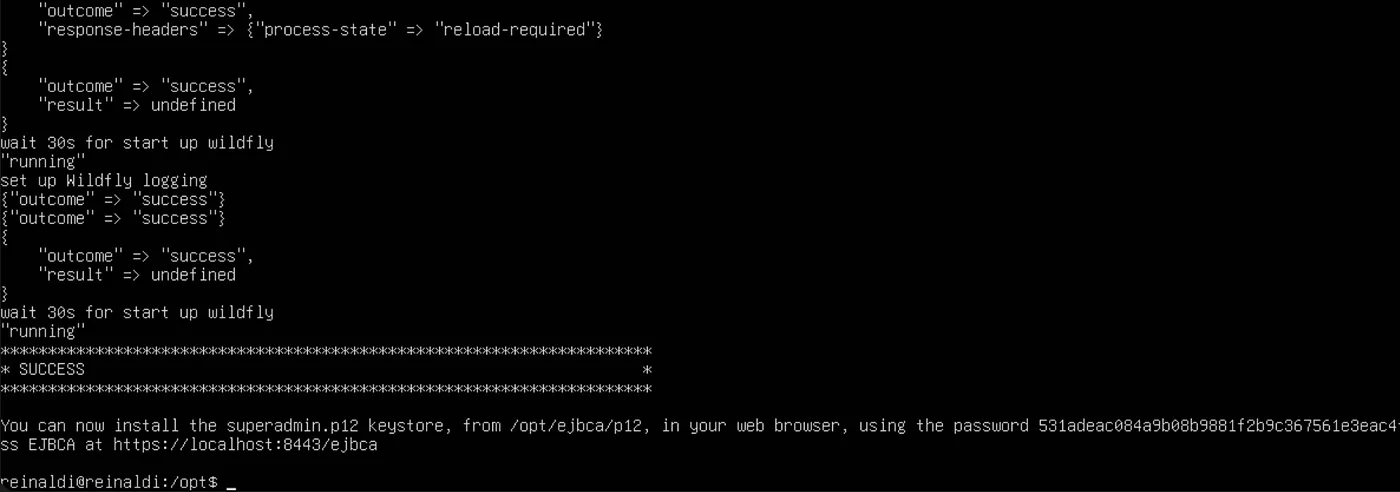 "outcome" => "success",
    "response-headers" => {"process-state" => "reload-required"}
}
{
    "outcome" => "success",
    "result" => undefined
}
wait 30s for start up wildfly
"running"
set up Wildfly logging
{"outcome" => "success"}
{"outcome" => "success"}
{
    "outcome" => "success",
    "result" => undefined
}
wait 30s for start up wildfly
"running"
***********************************************************************
* SUCCESS                                                             *
***********************************************************************
You can now install the superadmin.p12 keystore, from /opt/ejbca/p12, in your web browser, using the password 531adeac084a9b08b9881f2b9c367561e3eac4
ss EJBCA at https://localhost:8443/ejbca
reinaldi@reinaldi:/opt$ _